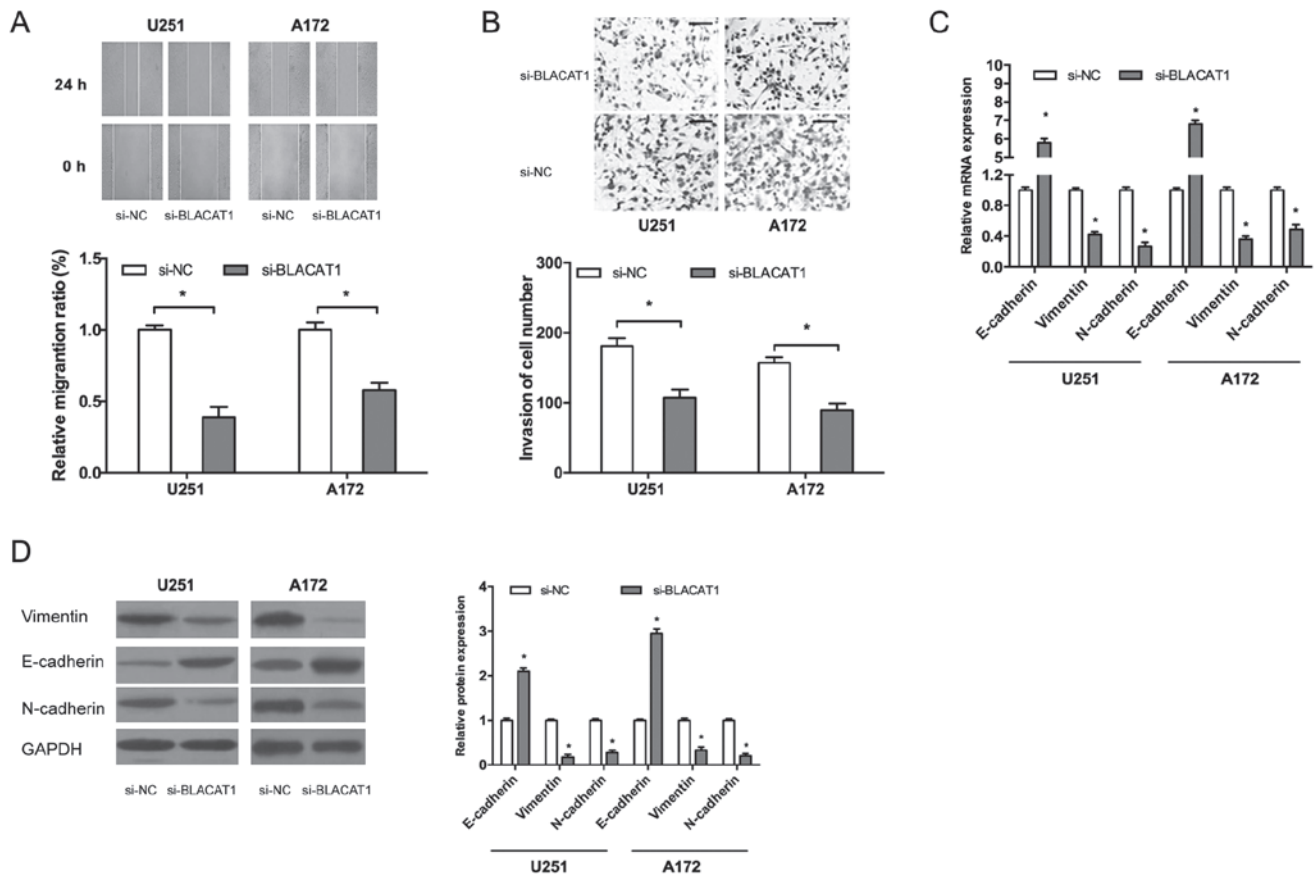 A
U251 A172
24 h
0 h
si-NC si-BLACAT1 si-NC si-BLACAT1
Relative migrantion ratio (%)
1.5
1.0
0.5
0.0
si-NC si-BLACAT1
* *
U251 A172
B
si-BLACAT1
si-NC
U251 A172
Invasion of cell number
300
200
100
0
si-NC si-BLACAT1
* *
U251 A172
C
si-NC si-BLACAT1
Relative mRNA expression
10
9
8
7
6
5
1.2
0.8
0.4
0.0
* * * * * *
E-cadherin Vimentin N-cadherin E-cadherin Vimentin N-cadherin
U251 A172
D
U251 A172
Vimentin
E-cadherin
N-cadherin
GAPDH
si-NC si-BLACAT1 si-NC si-BLACAT1
si-NC si-BLACAT1
Relative protein expression
4
3
2
1
0
* * * * * *
E-cadherin Vimentin N-cadherin E-cadherin Vimentin N-cadherin
U251 A172